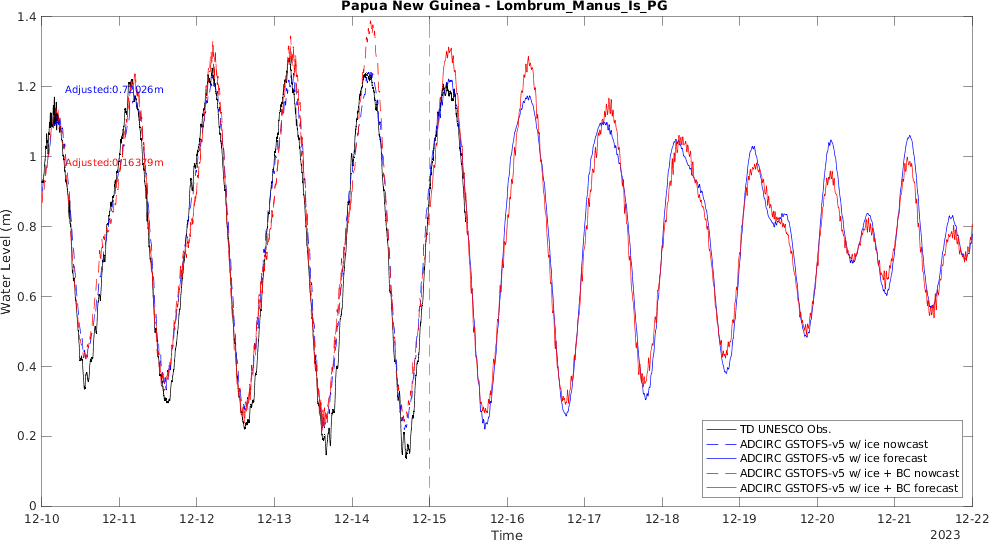 Papua New Guinea - Lombrum_Manus_Is_PG
Water Level (m)
1.4
1.2
1
0.8
0.6
0.4
0.2
0
Adjusted:0.72026m
Adjusted:0.16379m
TD UNESCO Obs.
ADCIRC GSTOFS-v5 w/ ice nowcast
ADCIRC GSTOFS-v5 w/ ice forecast
ADCIRC GSTOFS-v5 w/ ice + BC nowcast
ADCIRC GSTOFS-v5 w/ ice + BC forecast
12-10 12-11 12-12 12-13 12-14 12-15 12-16 12-17 12-18 12-19 12-20 12-21 12-22
Time
2023